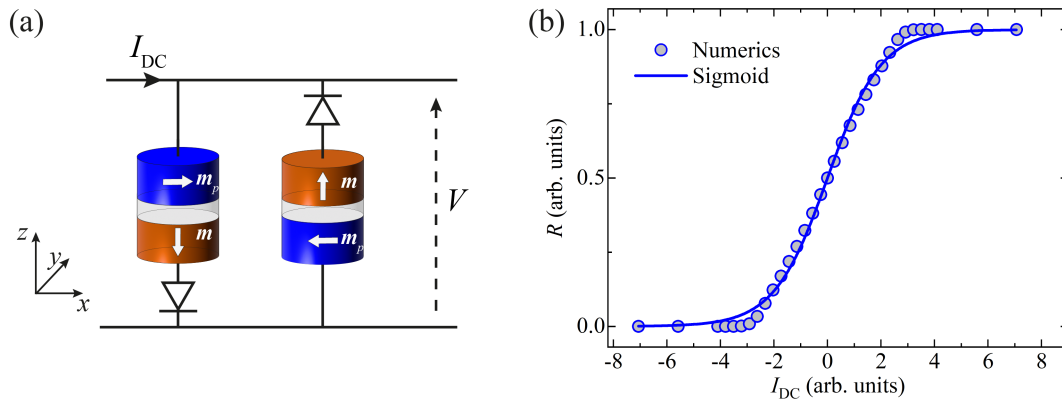 (a)
I_DC
m_p
m
m
m_p
V
z
y
x
(b)
1.0
0.5
0.0
R (arb. units)
Numerics
Sigmoid
-8 -6 -4 -2 0 2 4 6 8
I_DC (arb. units)